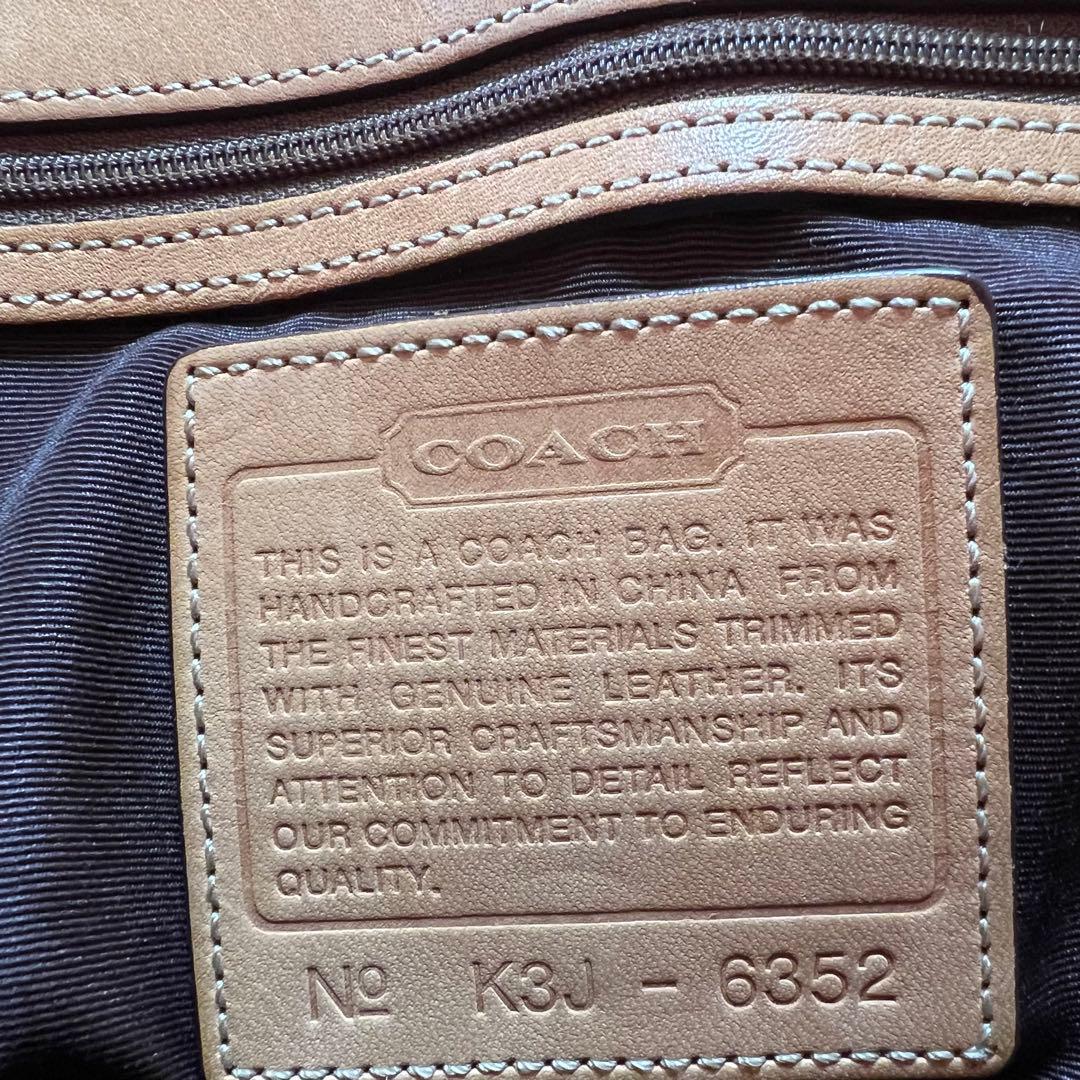 COACH
THIS IS A COACH BAG. IT WAS
HANDCRAFTED IN CHINA FROM
THE FINEST MATERIALS TRIMMED
WITH GENUINE LEATHER. ITS
SUPERIOR CRAFTSMANSHIP AND
ATTENTION TO DETAIL REFLECT
OUR COMMITMENT TO ENDURING
QUALITY.
Nº K3J - 6352